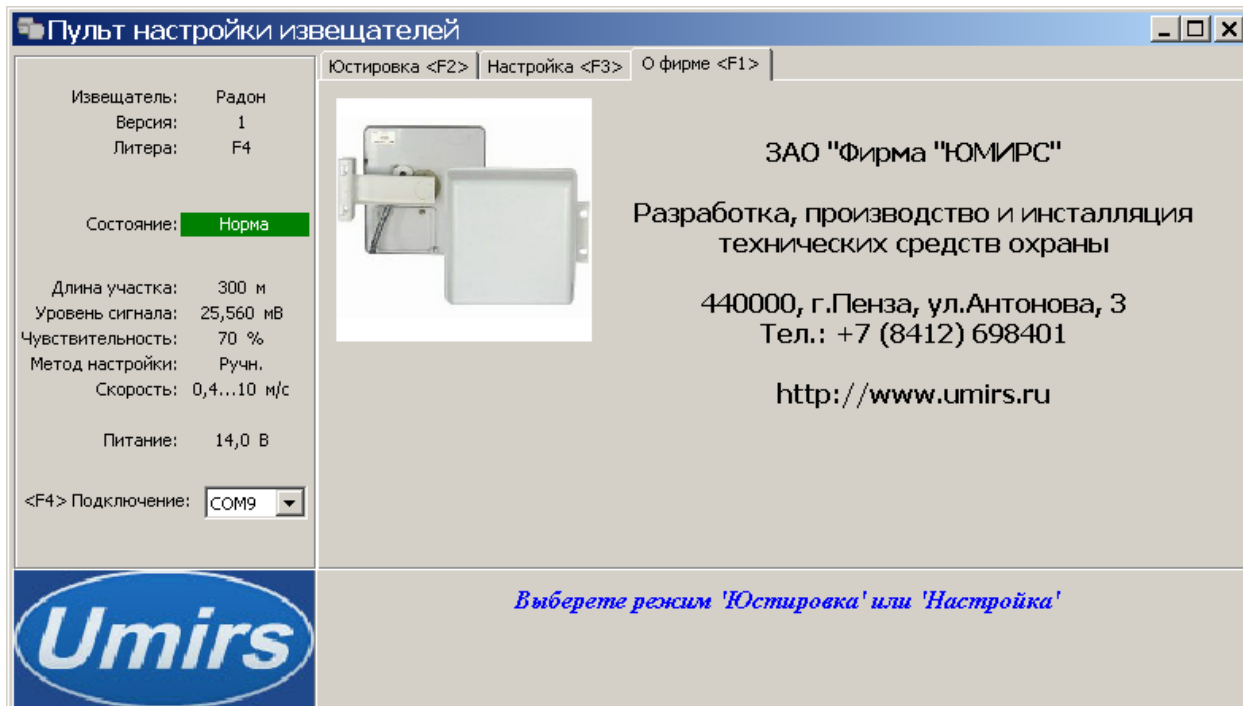 Пульт настройки извещателей
Юстировка <F2> Настройка <F3> О фирме <F1>
Извещатель: Радон
Версия: 1
Литера: F4
Состояние: Норма
Длина участка: 300 м
Уровень сигнала: 25,560 мВ
Чувствительность: 70 %
Метод настройки: Ручн.
Скорость: 0,4...10 м/с
Питание: 14,0 В
<F4> Подключение: COM9
ЗАО "Фирма "ЮМИРС"
Разработка, производство и инсталляция
технических средств охраны
440000, г.Пенза, ул.Антонова, 3
Тел.: +7 (8412) 698401
http://www.umirs.ru
Umirs
Выберете режим 'Юстировка' или 'Настройка'